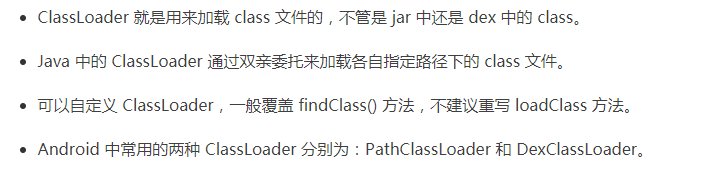 ClassLoader 就是用来加载 class 文件的，不管是 jar 中还是 dex 中的 class。
Java 中的 ClassLoader 通过双亲委托来加载各自指定路径下的 class 文件。
可以自定义 ClassLoader，一般覆盖 findClass() 方法，不建议重写 loadClass 方法。
Android 中常用的两种 ClassLoader 分别为：PathClassLoader 和 DexClassLoader。